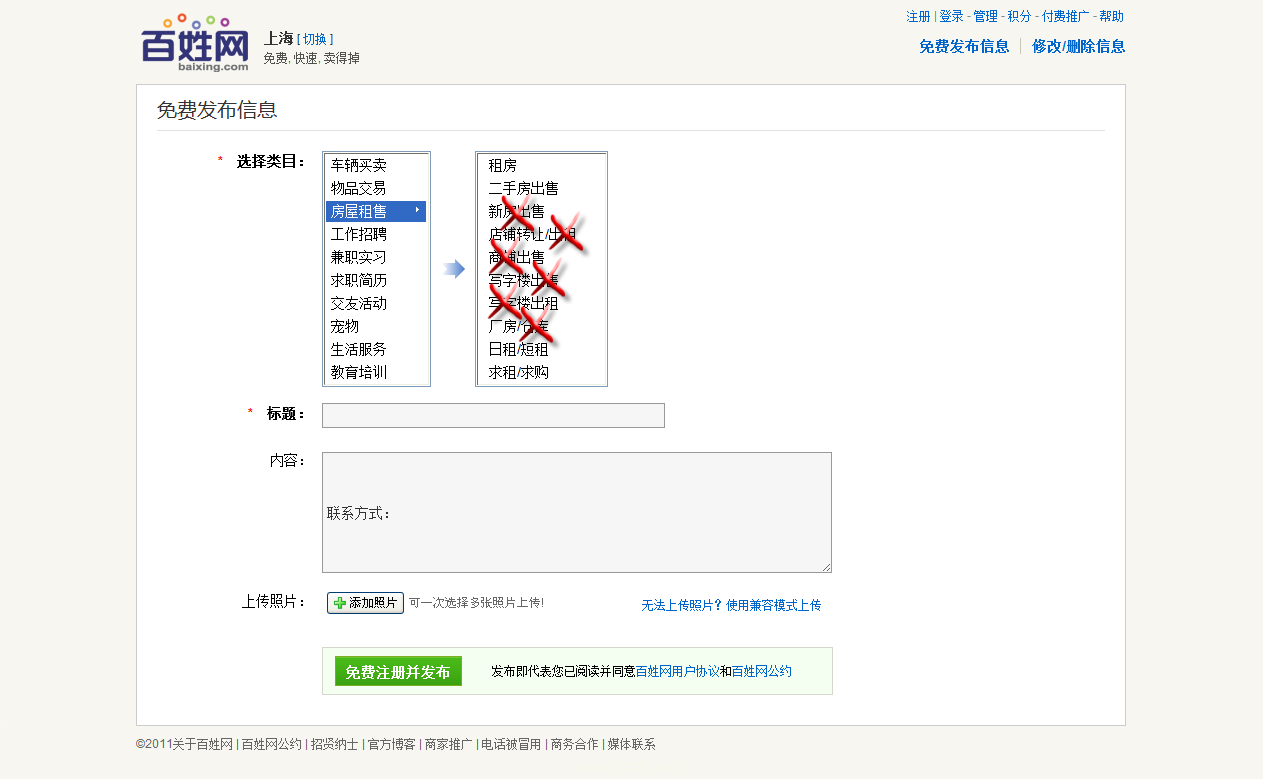 注册 | 登录 - 管理 - 积分 - 付费推广 - 帮助
百姓网
baixing.com
上海 [ 切换 ]
免费, 快速, 卖得掉
免费发布信息 | 修改/删除信息
免费发布信息
* 选择类目：
车辆买卖
物品交易
房屋租售
工作招聘
兼职实习
求职简历
交友活动
宠物
生活服务
教育培训
租房
二手房出售
新房出售
店铺转让/出租
商铺出售
写字楼出售
写字楼出租
厂房/仓库
日租/短租
求租/求购
* 标题：
内容：
联系方式：
上传照片：
添加照片 可一次选择多张照片上传!
无法上传照片？使用兼容模式上传
免费注册并发布
发布即代表您已阅读并同意百姓网用户协议和百姓网公约
©2011关于百姓网 | 百姓网公约 | 招贤纳士 | 官方博客 | 商家推广 | 电话被冒用 | 商务合作 | 媒体联系